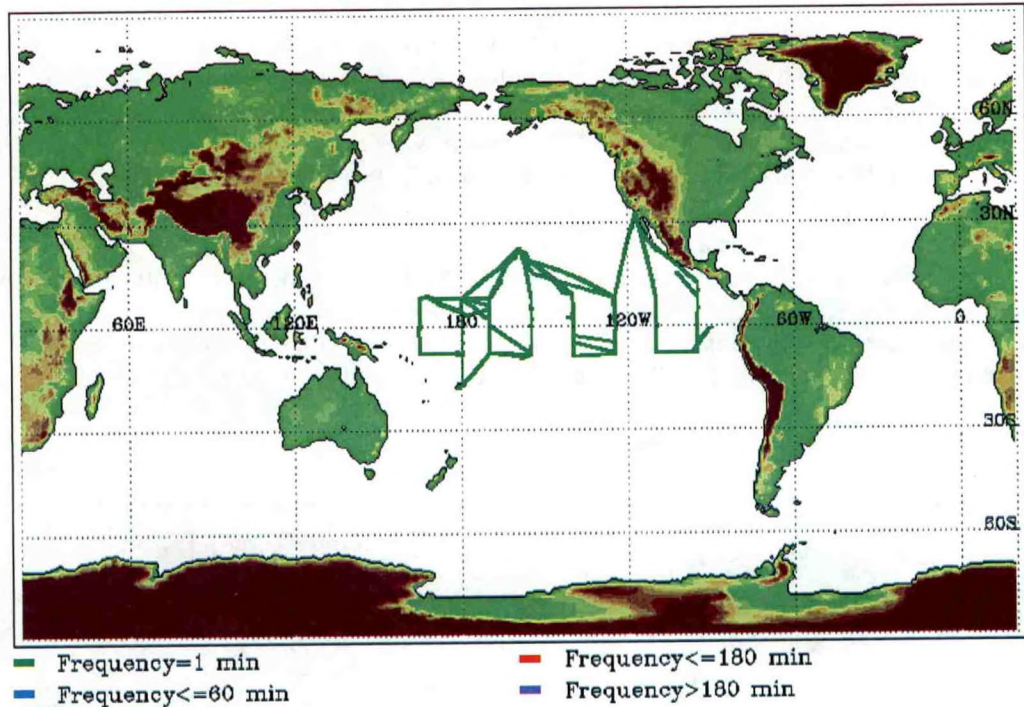 60N
30N
60E
120E
180
120W
60W
0
30S
60S
Frequency=1 min
Frequency<=180 min
Frequency<=60 min
Frequency>180 min